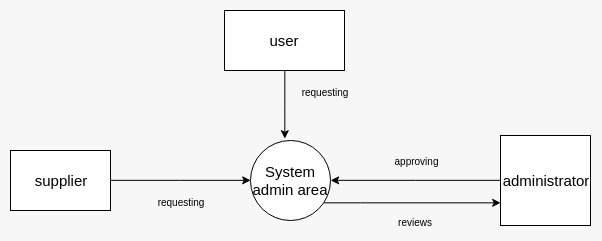 user
requesting
supplier
requesting
System
admin area
approving
administrator
reviews